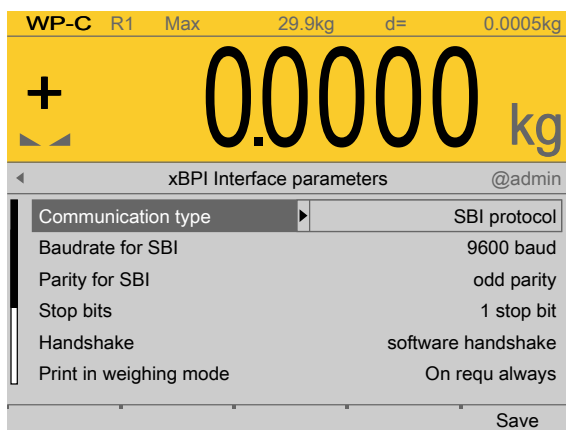 WP-C R1 Max 29.9kg d= 0.0005kg
+ 0.0000 kg
xBPI Interface parameters @admin
Communication type SBI protocol
Baudrate for SBI 9600 baud
Parity for SBI odd parity
Stop bits 1 stop bit
Handshake software handshake
Print in weighing mode On requ always
Save